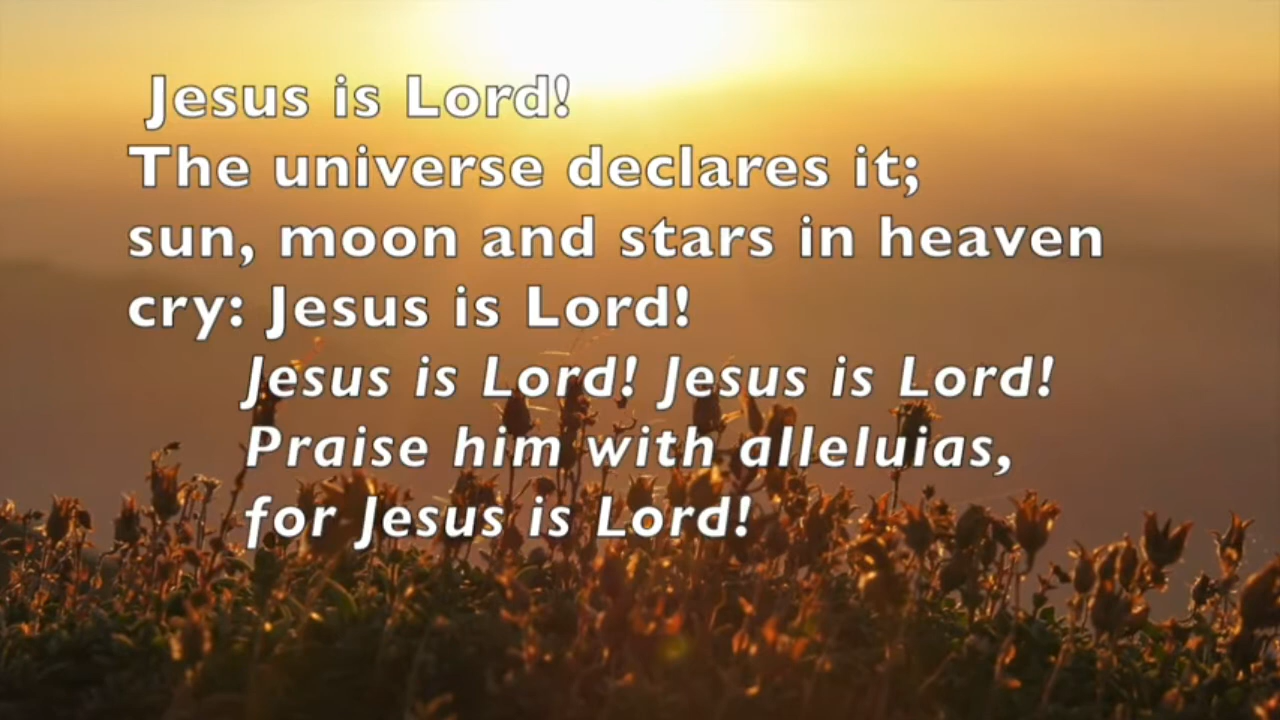 Jesus is Lord!
The universe declares it;
sun, moon and stars in heaven
cry: Jesus is Lord!
Jesus is Lord! Jesus is Lord!
Praise him with alleluias,
for Jesus is Lord!